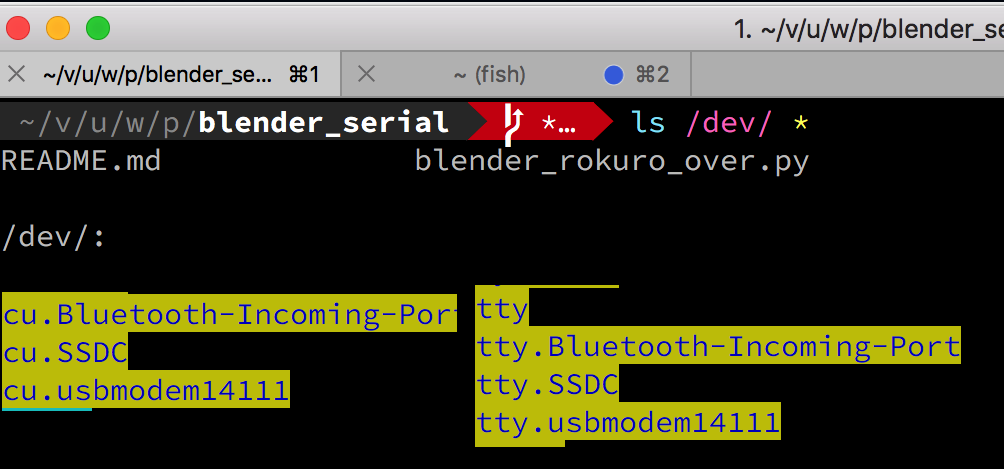 1. ~/v/u/w/p/blender_se
~/v/u/w/p/blender_se... ⌘1
~ (fish) ⌘2
~/v/u/w/p/blender_serial *… ls /dev/ *
README.md blender_rokuro_over.py
/dev/:
cu.Bluetooth-Incoming-Port
cu.SSDC
cu.usbmodem14111
tty
tty.Bluetooth-Incoming-Port
tty.SSDC
tty.usbmodem14111